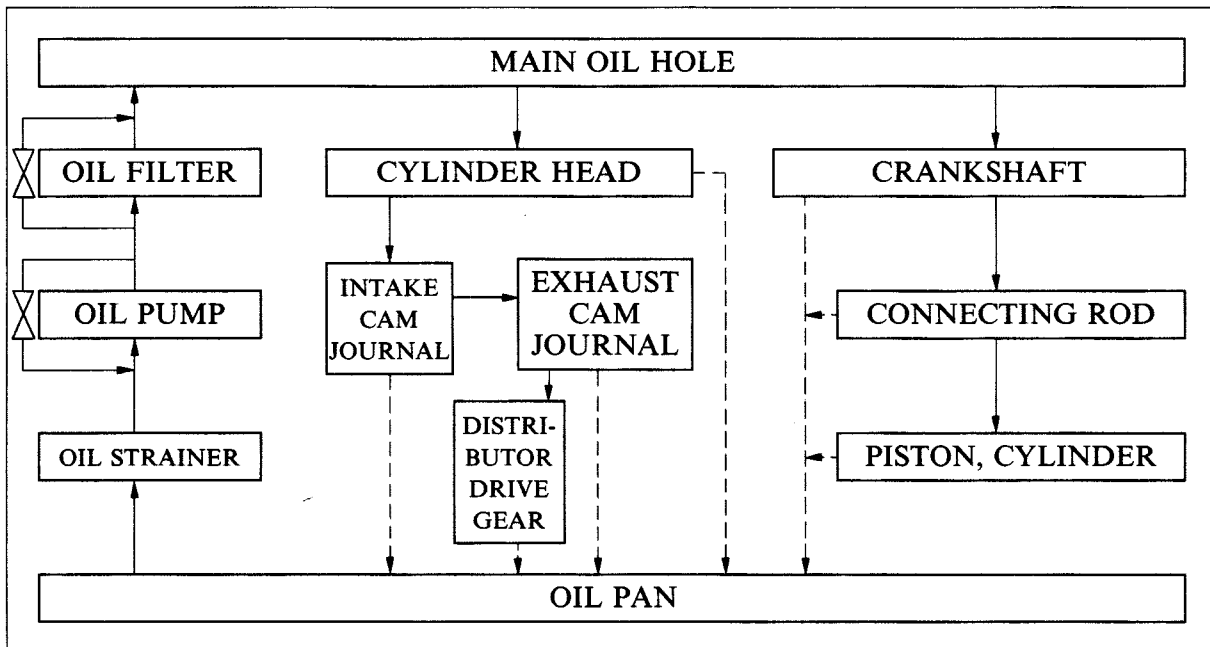 MAIN OIL HOLE
OIL FILTER
CYLINDER HEAD
CRANKSHAFT
INTAKE
CAM
JOURNAL
EXHAUST
CAM
JOURNAL
OIL PUMP
CONNECTING ROD
OIL STRAINER
DISTRI-
BUTOR
DRIVE
GEAR
PISTON, CYLINDER
OIL PAN